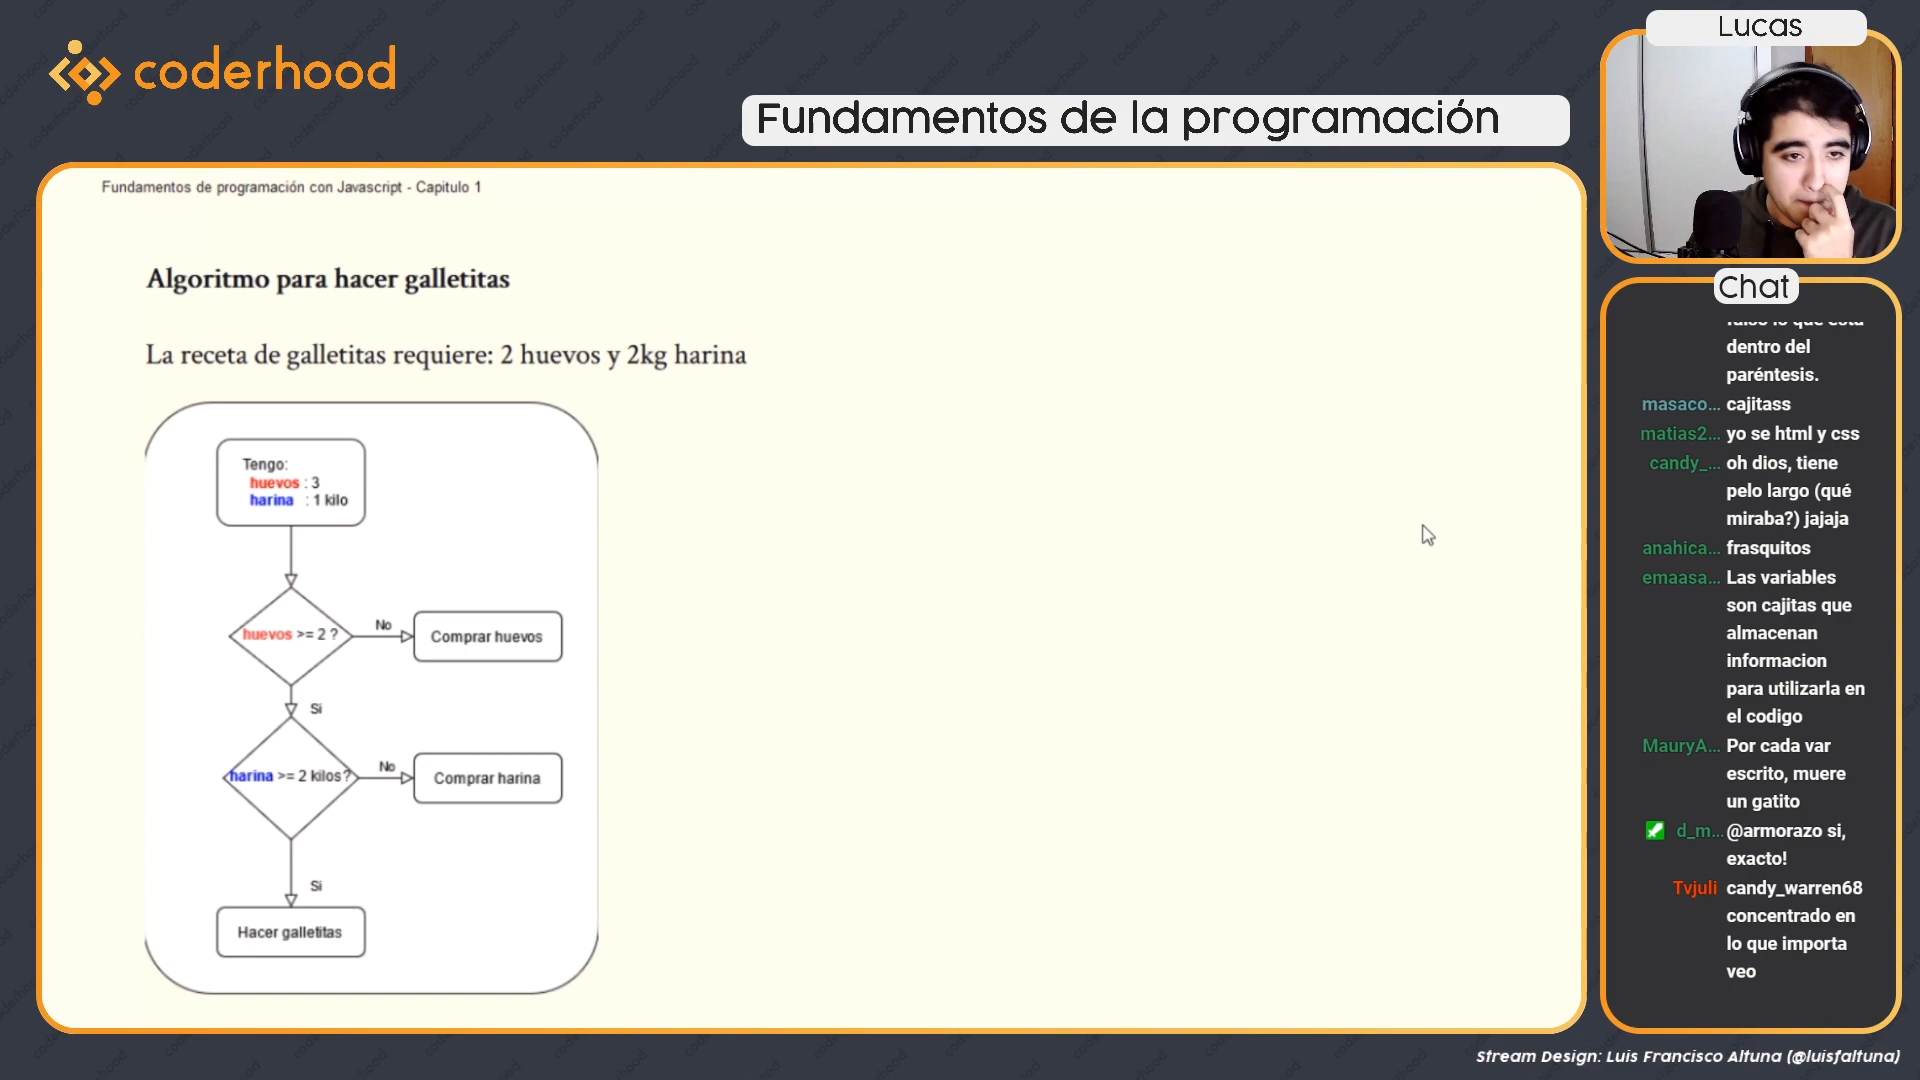 coderhood
Fundamentos de la programación
Lucas
Fundamentos de programación con Javascript - Capitulo 1
Algoritmo para hacer galletitas
La receta de galletitas requiere: 2 huevos y 2kg harina
Tengo:
huevos : 3
harina : 1 kilo
huevos >= 2 ?
No
Comprar huevos
Si
harina >= 2 kilos?
No
Comprar harina
Si
Hacer galletitas
Chat
dentro del
paréntesis.
masaco... cajitass
matias2... yo se html y css
candy_... oh dios, tiene
pelo largo (qué
miraba?) jajaja
anahica... frasquitos
emaasa... Las variables
son cajitas que
almacenan
informacion
para utilizarla en
el codigo
MauryA... Por cada var
escrito, muere
un gatito
d_m... @armorazo si,
exacto!
Tvjuli candy_warren68
concentrado en
lo que importa
veo
Stream Design: Luis Francisco Altuna (@luisfaltuna)